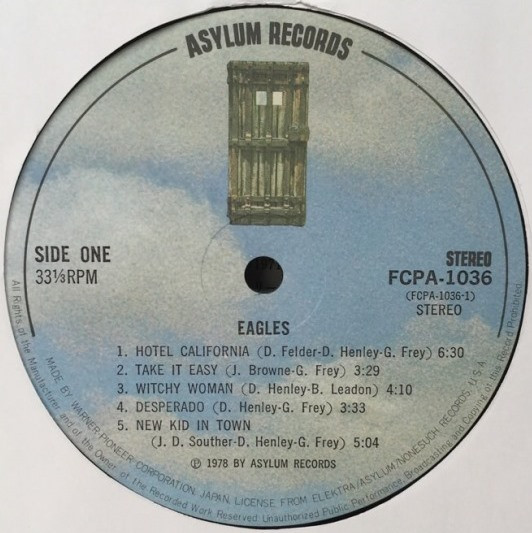 ASYLUM RECORDS
SIDE ONE
33⅓RPM
STEREO
FCPA-1036
(FCPA-1036-1)
STEREO
EAGLES
1. HOTEL CALIFORNIA (D. Felder-D. Henley-G. Frey) 6:30
2. TAKE IT EASY (J. Browne-G. Frey) 3:29
3. WITCHY WOMAN (D. Henley-B. Leadon) 4:10
4. DESPERADO (D. Henley-G. Frey) 3:33
5. NEW KID IN TOWN
(J. D. Souther-D. Henley-G. Frey) 5:04
Ⓟ 1978 BY ASYLUM RECORDS
MADE BY WARNER-PIONEER CORPORATION, JAPAN, LICENSE FROM ELEKTRA/ASYLUM/NONESUCH RECORDS, U.S.A.
All Rights of the Manufacturer and of the Owner of the Recorded Work Reserved Unauthorized Public Performance, Broadcasting and Copying of this Record Prohibited.